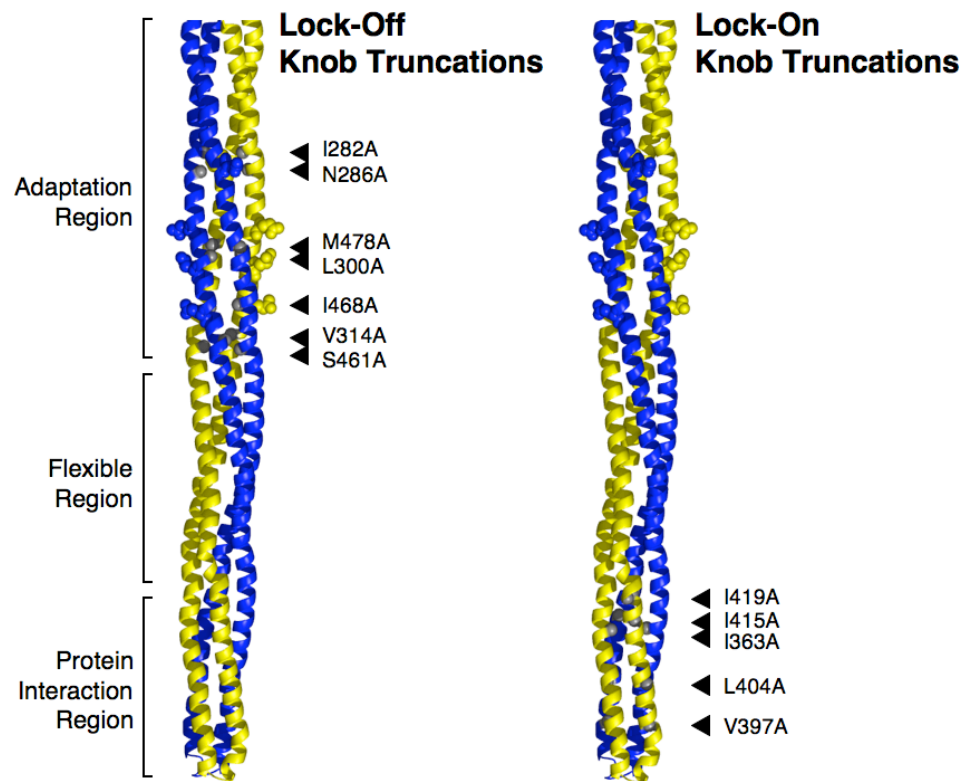 Lock-Off
Knob Truncations
Lock-On
Knob Truncations
Adaptation
Region
Flexible
Region
Protein
Interaction
Region
I282A
N286A
M478A
L300A
I468A
V314A
S461A
I419A
I415A
I363A
L404A
V397A